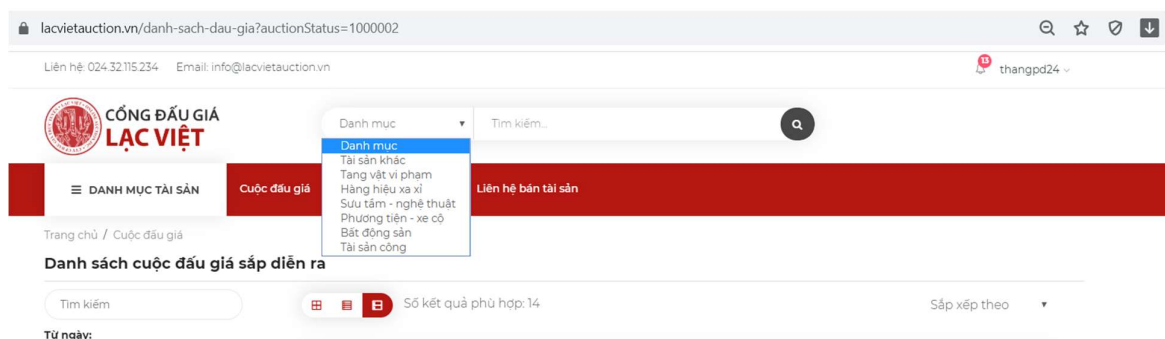 lacvietauction.vn/danh-sach-dau-gia?auctionStatus=1000002
Liên hệ: 024.32.115.234 Email: info@lacvietauction.vn
13
thangpd24
CỔNG ĐẤU GIÁ
LẠC VIỆT
Danh mục
Tìm kiếm...
Danh mục
Tài sản khác
Tang vật vi phạm
Hàng hiệu xa xỉ
Sưu tầm - nghệ thuật
Phương tiện - xe cộ
Bất động sản
Tài sản công
DANH MỤC TÀI SẢN
Cuộc đấu giá
Liên hệ bán tài sản
Trang chủ / Cuộc đấu giá
Danh sách cuộc đấu giá sắp diễn ra
Tìm kiếm
Số kết quả phù hợp: 14
Sắp xếp theo
Từ ngày: